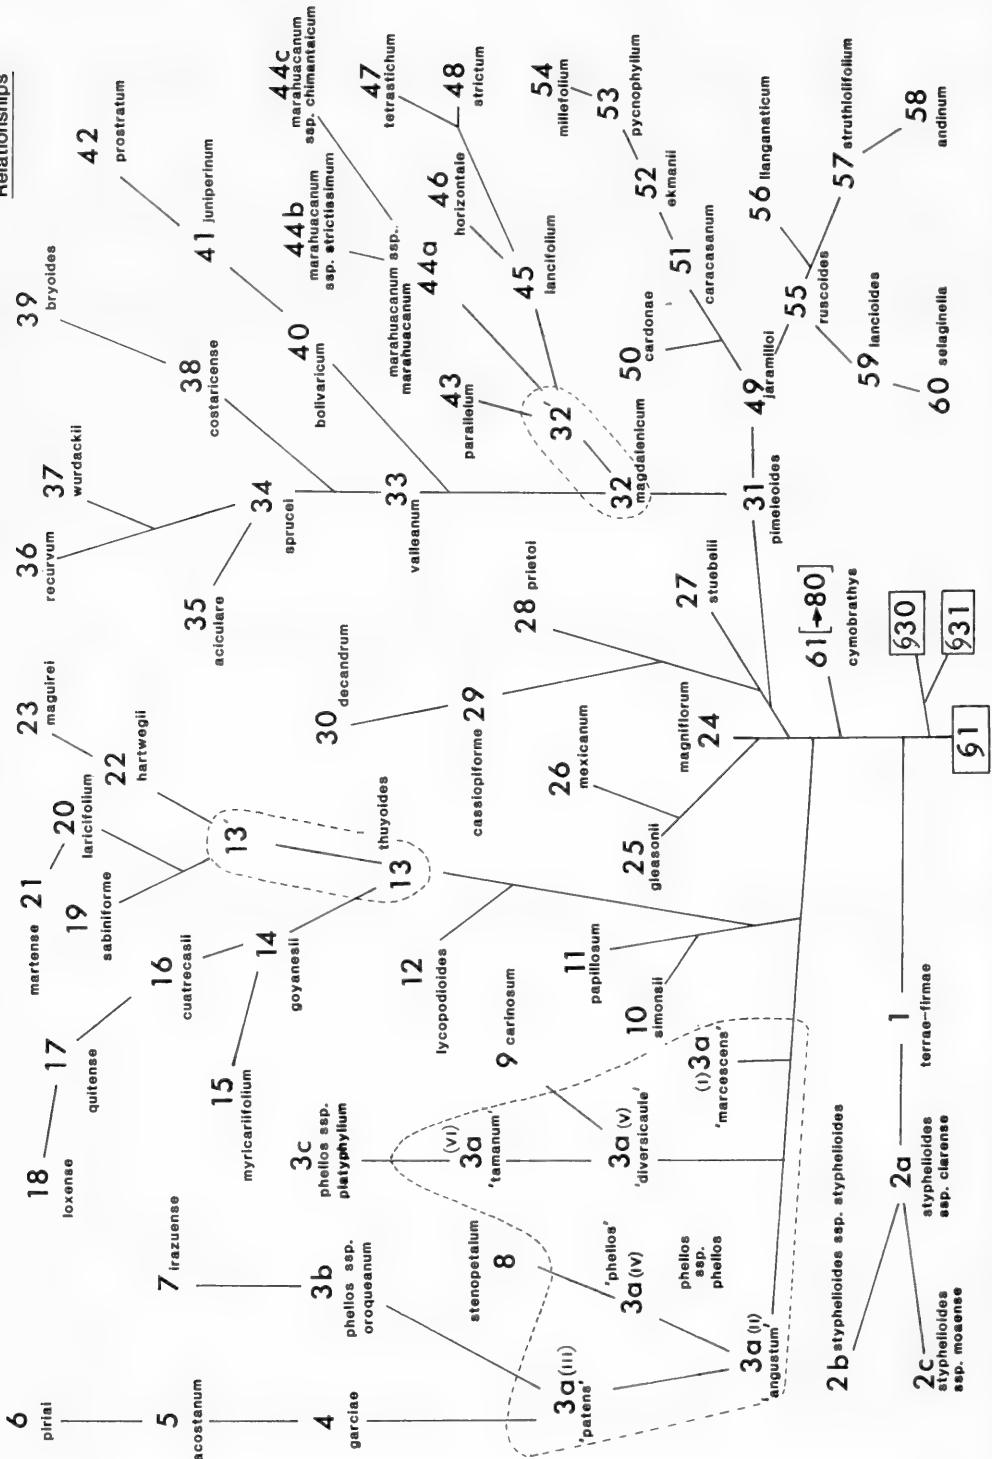 Relationships
6
piriai
5
acostanum
4
garciae
7 irazuense
3b
phellos ssp.
oroqueanum
3a (III)
'patens'
stenopetalum
8
'phellos'
3a (IV)
phellos
ssp.
phellos
3a (II)
'angustum'
3c
phellos ssp.
platyphyllum
(VI)
3a
'tamanum'
3a (V)
'diversicaule'
(I) 3a
'marcescens'
9 carinosum
10
simonsii
11
papillosum
12
lycopodioides
18
loxense
17
quitense
16
cuatrecasii
15
myricariifolium
14
goyanesii
13
thuyoides
13
martense 21
20
laricifolium
19
sabiniforme
23
maguirei
22
hartwegii
24
magniflorum
25
gleasonii
26
mexicanum
27
stuebelii
28 prietoi
cassiopiforme 29
30 decandrum
31
pimeleoides
32
magdalenicum
32
33
valleanum
34
sprucei
35
aciculare
36
recurvum
37
wurdackii
38
costaricense
39
bryoides
40
bolivaricum
41 juniperinum
42
prostratum
43
parallelum
44a
marahuacanum ssp.
marahuacanum
44b
marahuacanum
ssp. strictissimum
44c
marahuacanum
ssp. chimantaicum
45
lancifolium
46
horizontale
47
tetrastichum
48
strictum
49
jaramilloi
50
cardonae
51
caracasanum
52
ekmanii
53
pycnophyllum
54
millefolium
55
ruscoides
56 llanganaticum
57 struthiolifolium
58
andinum
59 lancioides
60 selaginella
61[→80]
cymobrathys
§30
§31
§1
1
terrae-firmae
2a
styphelioides
ssp. clarense
2b styphelioides ssp. styphelioides
2c
styphelioides
ssp. moaense